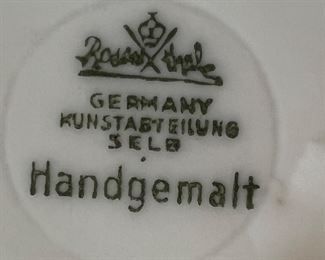 Rosenthal
GERMANY
KUNSTABTEILUNG
SELB
Handgemalt